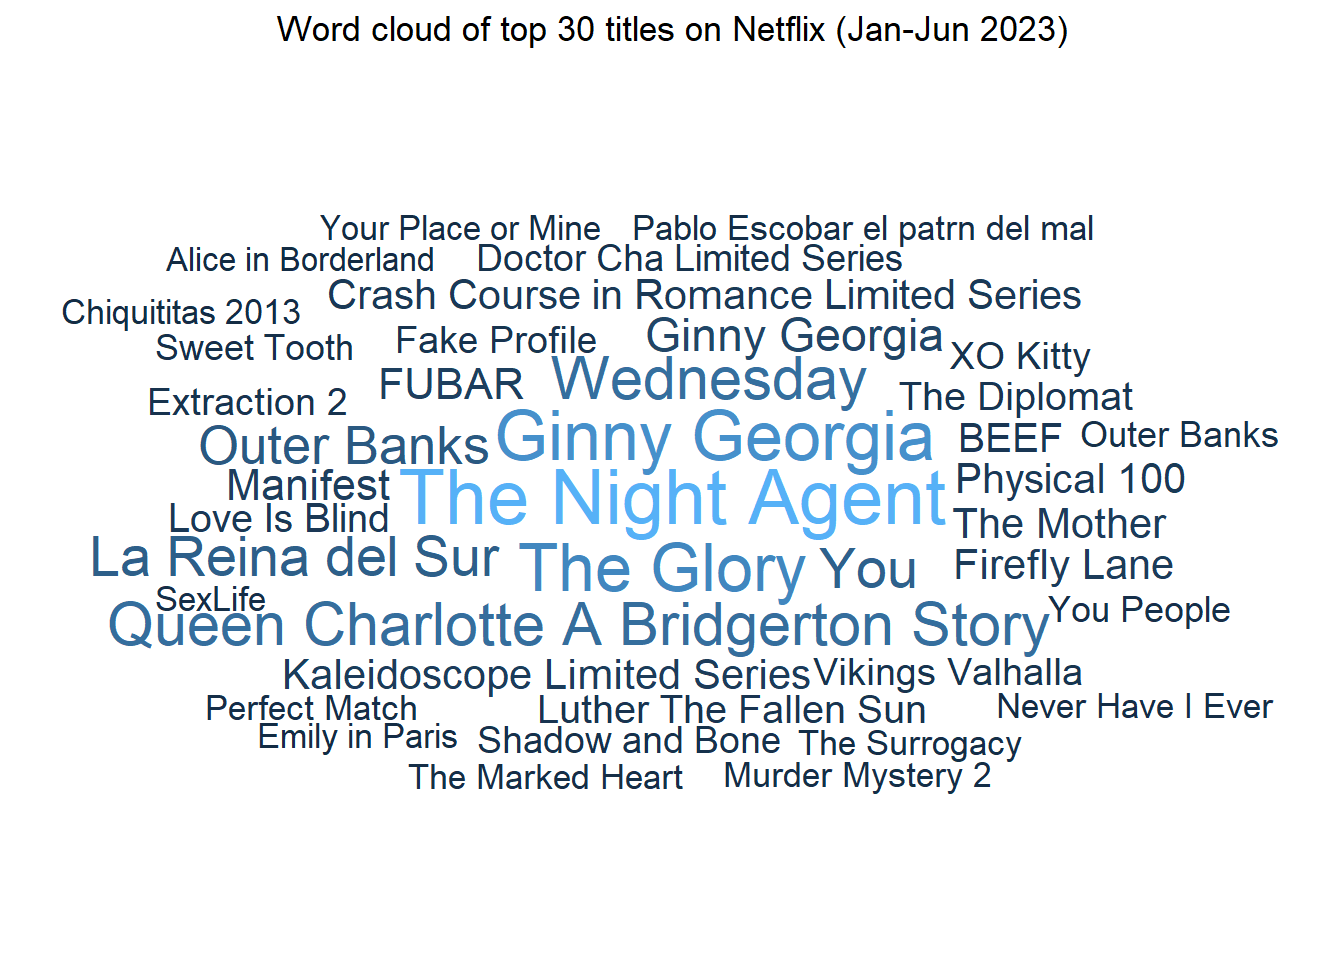 Word cloud of top 30 titles on Netflix (Jan-Jun 2023)
Your Place or Mine
Pablo Escobar el patrn del mal
Alice in Borderland
Doctor Cha Limited Series
Crash Course in Romance Limited Series
Chiquititas 2013
Fake Profile
Ginny Georgia
Sweet Tooth
XO Kitty
FUBAR
Wednesday
The Diplomat
Extraction 2
Outer Banks
Ginny Georgia
BEEF
Outer Banks
Manifest
The Night Agent
Physical 100
Love Is Blind
The Mother
La Reina del Sur
The Glory
You
Firefly Lane
SexLife
Queen Charlotte A Bridgerton Story
You People
Kaleidoscope Limited Series
Vikings Valhalla
Perfect Match
Luther The Fallen Sun
Never Have I Ever
Emily in Paris
Shadow and Bone
The Surrogacy
The Marked Heart
Murder Mystery 2